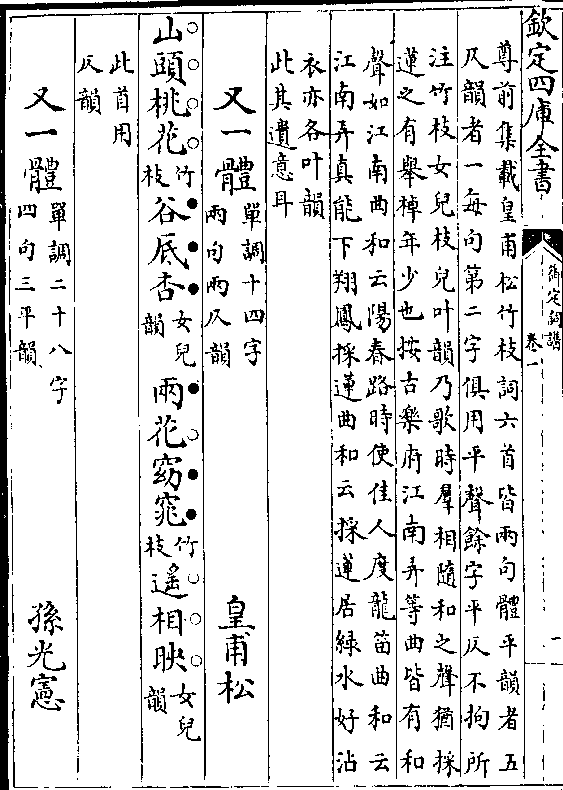 欽定四庫全書
御定詞譜 卷一
一
尊前集載皇甫松竹枝詞六首皆兩句體平韻者五
仄韻者一每句第二字俱用平聲餘字平仄不拘所
注竹枝女兒枝兒叶韻乃歌時羣相隨和之聲猶採
蓮之有舉棹年少也按古樂府江南弄等曲皆有和
聲如江南曲和云陽春路時使佳人度龍笛曲和云
江南弄真能下翔鳳採蓮曲和云採蓮居綠水好沾
衣亦各叶韻
此其遺意耳
又一體 單調十四字兩句兩仄韻 皇甫松
山頭桃花竹枝谷底杏女兒韻兩花窈窕竹枝遙相映女兒韻
此首用
仄韻
又一體 單調二十八字四句三平韻 孫光憲